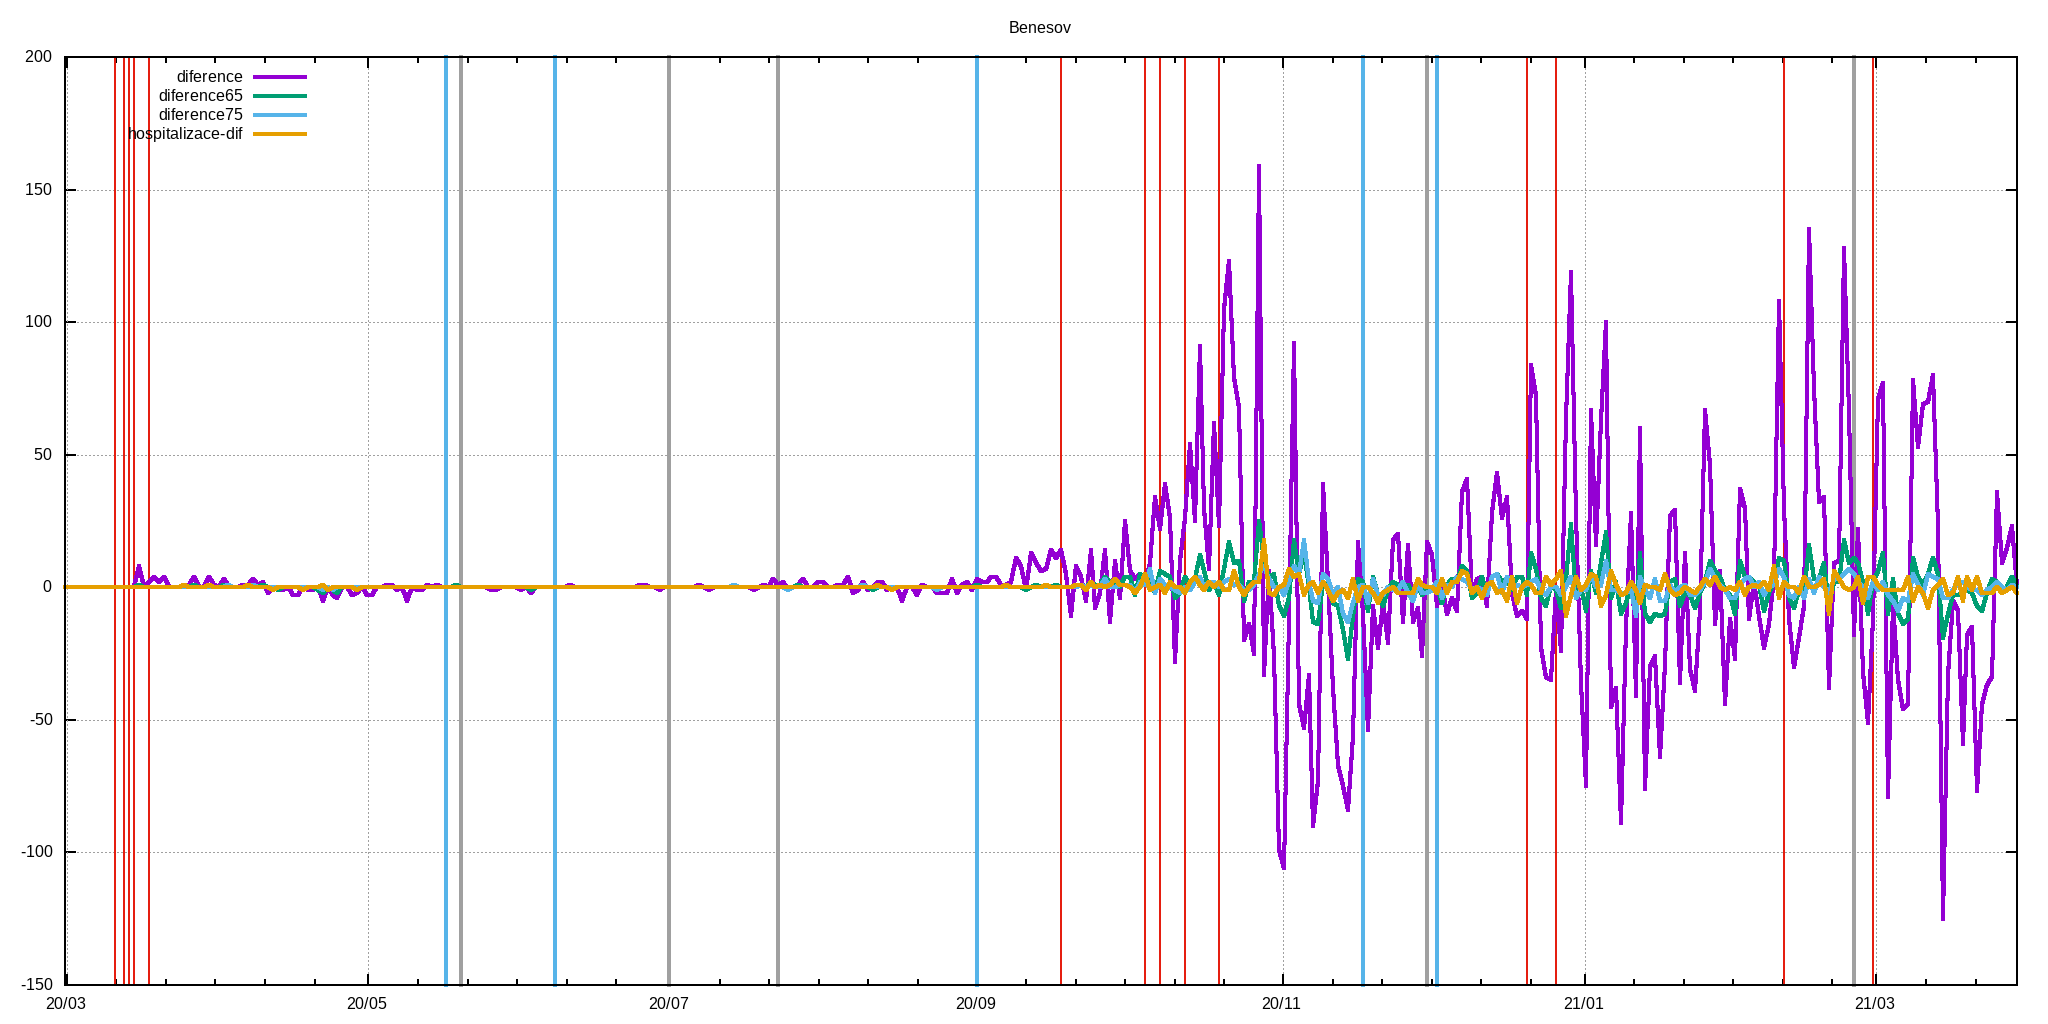 Benesov
200
150
100
50
0
-50
-100
-150
diference
diference65
diference75
hospitalizace-dif
20/03 20/05 20/07 20/09 20/11 21/01 21/03